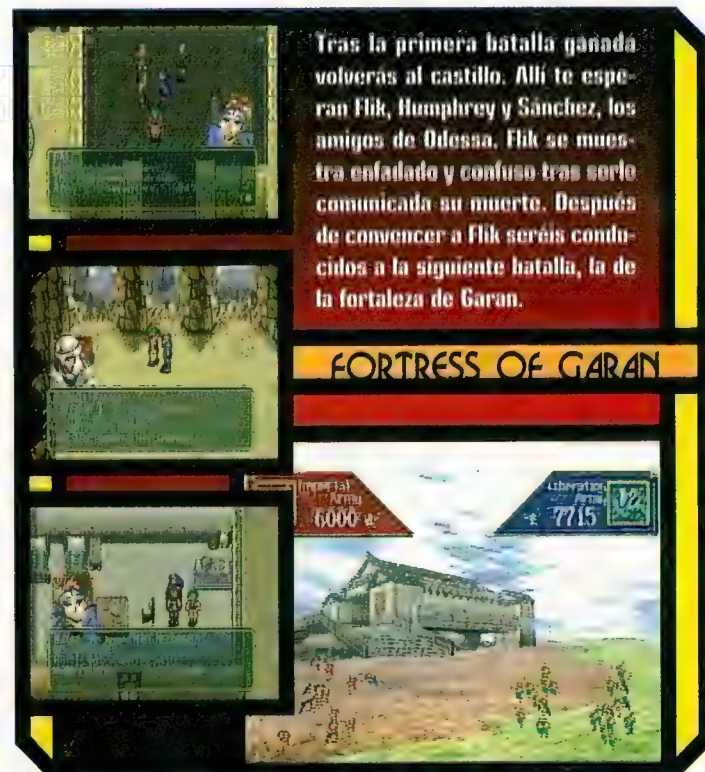 Tras la primera batalla ganada
volverás al castillo. Allí te espe-
ran Flik, Humphrey y Sánchez, los
amigos de Odessa. Flik se mues-
tra enfadado y confuso tras serle
comunicada su muerte. Después
de convencer a Flik seréis condu-
cidos a la siguiente batalla, la de
la fortaleza de Garan.
FORTRESS OF GARAN
Imperial
Army
6000
Liberation
Army
7715